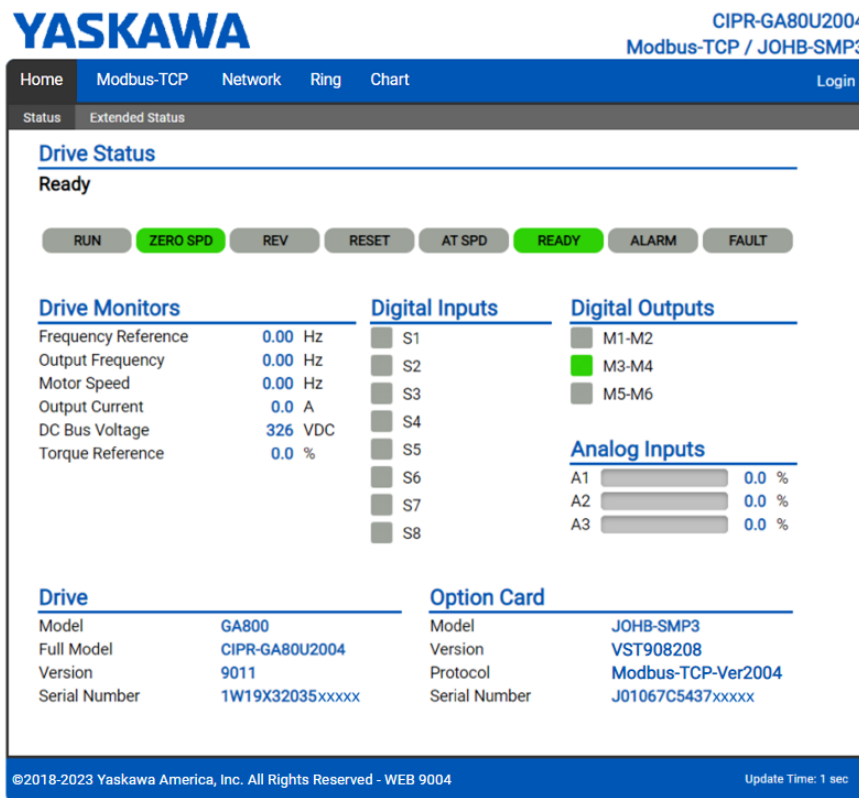 YASKAWA
CIPR-GA80U2004
Modbus-TCP / JOHB-SMP3
Home Modbus-TCP Network Ring Chart Login
Status Extended Status
Drive Status
Ready
RUN ZERO SPD REV RESET AT SPD READY ALARM FAULT
Drive Monitors
Frequency Reference 0.00 Hz
Output Frequency 0.00 Hz
Motor Speed 0.00 Hz
Output Current 0.0 A
DC Bus Voltage 326 VDC
Torque Reference 0.0 %
Digital Inputs
S1
S2
S3
S4
S5
S6
S7
S8
Digital Outputs
M1-M2
M3-M4
M5-M6
Analog Inputs
A1 0.0 %
A2 0.0 %
A3 0.0 %
Drive
Model GA800
Full Model CIPR-GA80U2004
Version 9011
Serial Number 1W19X32035xxxxx
Option Card
Model JOHB-SMP3
Version VST908208
Protocol Modbus-TCP-Ver2004
Serial Number J01067C5437xxxxx
©2018-2023 Yaskawa America, Inc. All Rights Reserved - WEB 9004
Update Time: 1 sec